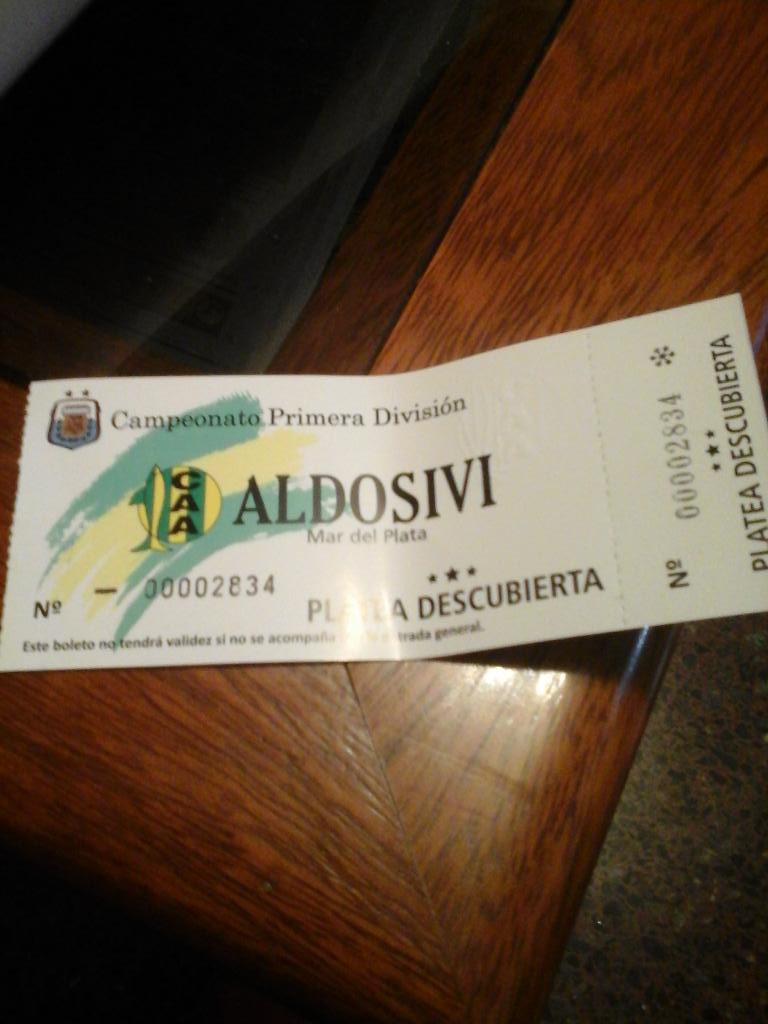 Campeonato Primera División
CAA
ALDOSIVI
Mar del Plata
Nº — 00002834
★★★
PLATEA DESCUBIERTA
Este boleto no tendrá validez si no se acompaña entrada general.
Nº 00002834 *
★★★
PLATEA DESCUBIERTA